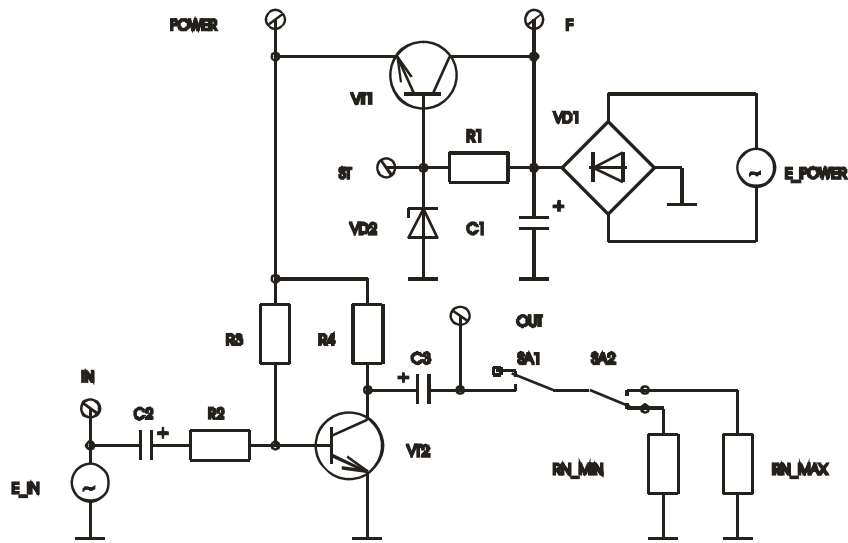 POWER
F
VT1
VD1
R1
ST
+
E_POWER
~
VD2
C1
R3
R4
OUT
C3
SA1
SA2
+
IN
C2
R2
+
VT2
E_IN
~
RN_MIN
RN_MAX